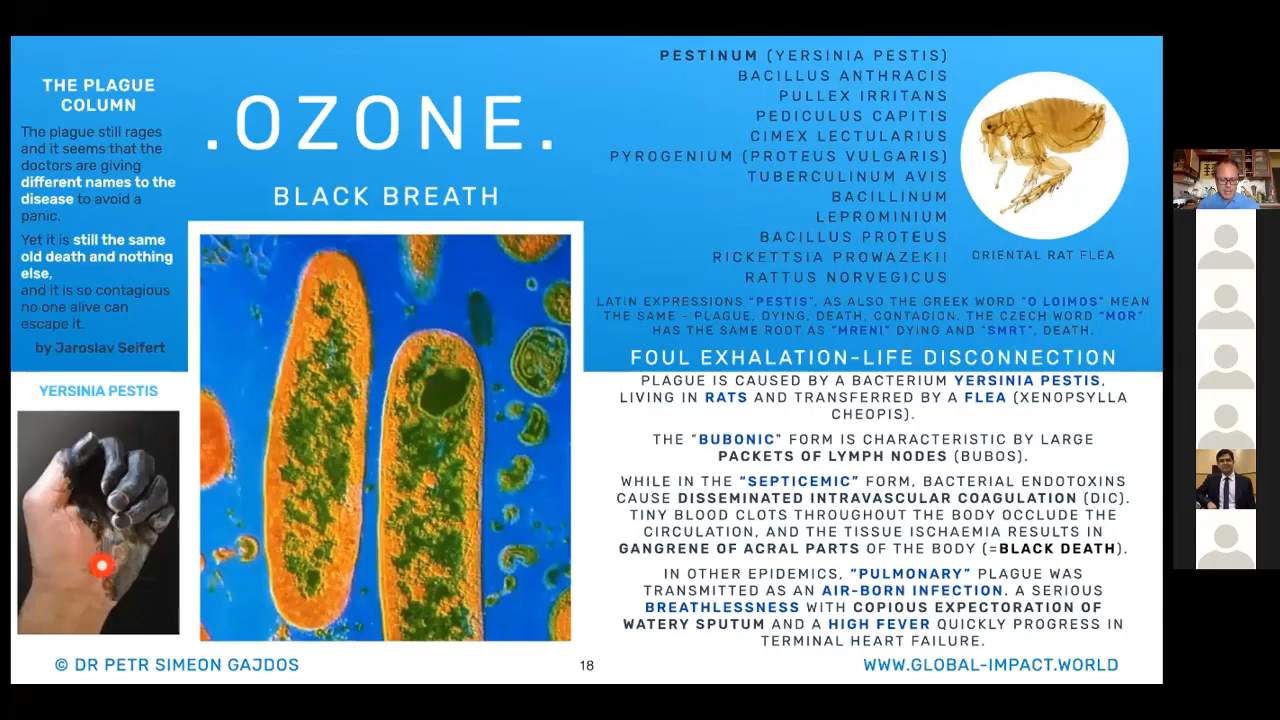 THE PLAGUE
COLUMN
The plague still rages
and it seems that the
doctors are giving
different names to the
disease to avoid a
panic.
Yet it is still the same
old death and nothing
else,
and it is so contagious
no one alive can
escape it.
by Jaroslav Seifert
YERSINIA PESTIS
.OZONE.
BLACK BREATH
PESTINUM (YERSINIA PESTIS)
BACILLUS ANTHRACIS
PULLEX IRRITANS
PEDICULUS CAPITIS
CIMEX LECTULARIUS
PYROGENIUM (PROTEUS VULGARIS)
TUBERCULINUM AVIS
BACILLINUM
LEPROMINIUM
BACILLUS PROTEUS
RICKETTSIA PROWAZEKII
RATTUS NORVEGICUS
ORIENTAL RAT FLEA
LATIN EXPRESSIONS "PESTIS", AS ALSO THE GREEK WORD "O LOIMOS" MEAN
THE SAME - PLAGUE, DYING, DEATH, CONTAGION. THE CZECH WORD "MOR"
HAS THE SAME ROOT AS "MRENI" DYING AND "SMRT", DEATH.
FOUL EXHALATION-LIFE DISCONNECTION
PLAGUE IS CAUSED BY A BACTERIUM YERSINIA PESTIS,
LIVING IN RATS AND TRANSFERRED BY A FLEA (XENOPSYLLA
CHEOPIS).
THE "BUBONIC" FORM IS CHARACTERISTIC BY LARGE
PACKETS OF LYMPH NODES (BUBOS).
WHILE IN THE "SEPTICEMIC" FORM, BACTERIAL ENDOTOXINS
CAUSE DISSEMINATED INTRAVASCULAR COAGULATION (DIC).
TINY BLOOD CLOTS THROUGHOUT THE BODY OCCLUDE THE
CIRCULATION, AND THE TISSUE ISCHAEMIA RESULTS IN
GANGRENE OF ACRAL PARTS OF THE BODY (=BLACK DEATH).
IN OTHER EPIDEMICS, "PULMONARY" PLAGUE WAS
TRANSMITTED AS AN AIR-BORN INFECTION. A SERIOUS
BREATHLESSNESS WITH COPIOUS EXPECTORATION OF
WATERY SPUTUM AND A HIGH FEVER QUICKLY PROGRESS IN
TERMINAL HEART FAILURE.
© DR PETR SIMEON GAJDOS
18
WWW.GLOBAL-IMPACT.WORLD